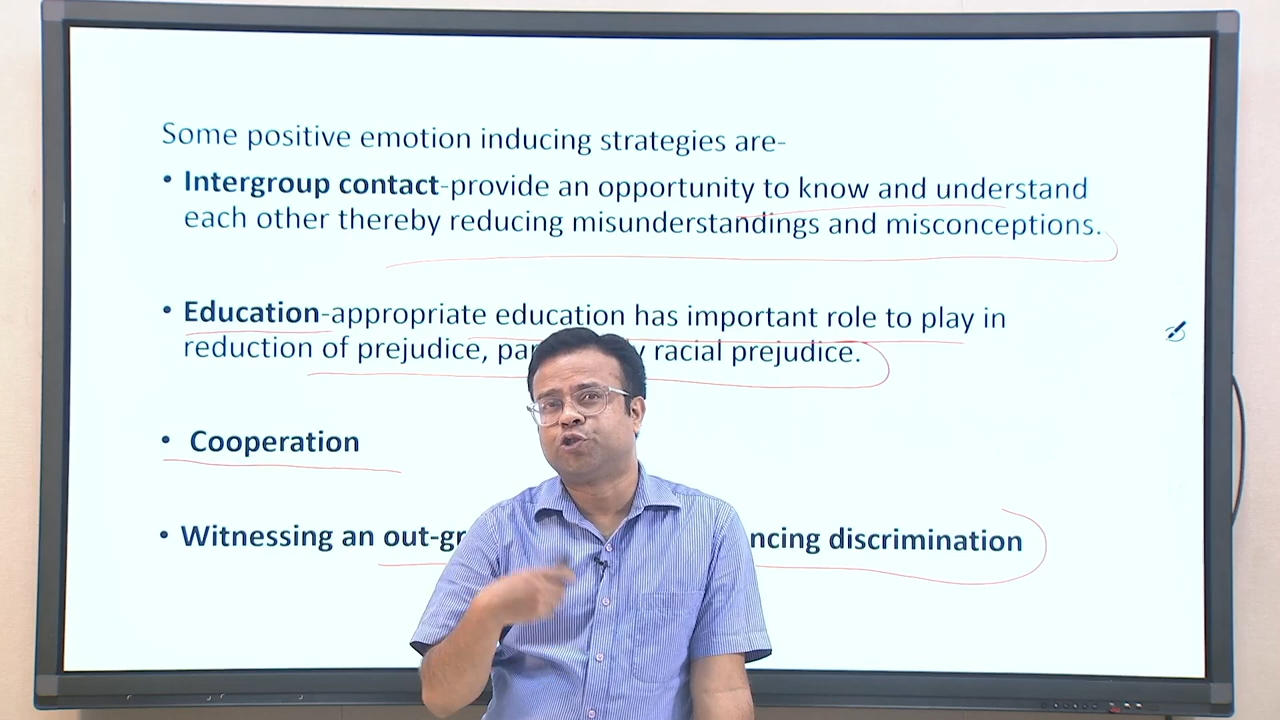 Some positive emotion inducing strategies are-
• Intergroup contact-provide an opportunity to know and understand
each other thereby reducing misunderstandings and misconceptions.
• Education-appropriate education has important role to play in
reduction of prejudice, racial prejudice.
• Cooperation
• Witnessing an discrimination